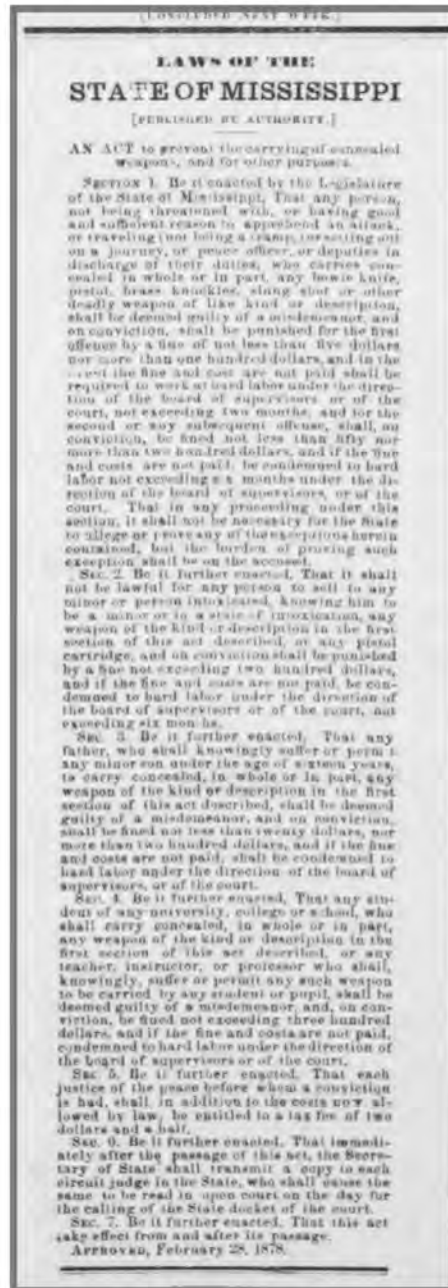 [CONCLUDED NEXT WEEK.]
LAWS OF THE
STATE OF MISSISSIPPI
[PUBLISHED BY AUTHORITY.]
AN ACT to prevent the carrying of concealed
weapons, and for other purposes.
SECTION 1. Be it enacted by the Legislature
of the State of Mississippi, That any person,
not being threatened with, or having good
and sufficient reason to apprehend an attack,
or traveling (not being a tramp) or setting out
on a journey, or peace officer, or deputies in
discharge of their duties, who carries con-
cealed in whole or in part, any bowie knife,
pistol, brass knuckles, slung shot or other
deadly weapon of like kind or description,
shall be deemed guilty of a misdemeanor, and
on conviction, shall be punished for the first
offence by a fine of not less than five dollars
nor more than one hundred dollars, and in the
event the fine and cost are not paid shall be
required to work at hard labor under the direc-
tion of the board of supervisors or of the
court, not exceeding two months, and for the
second or any subsequent offense, shall, on
conviction, be fined not less than fifty nor
more than two hundred dollars, and if the fine
and costs are not paid, be condemned to hard
labor not exceeding six months under the di-
rection of the board of supervisors, or of the
court. That in any proceeding under this
section, it shall not be necessary for the State
to allege or prove any of the exceptions herein
contained, but the burden of proving such
exception shall be on the accused.
SEC. 2. Be it further enacted, That it shall
not be lawful for any person to sell to any
minor or person intoxicated, knowing him to
be a minor or in a state of intoxication, any
weapon of the kind or description in the first
section of this act described, or any pistol
cartridge, and on conviction shall be punished
by a fine not exceeding two hundred dollars,
and if the fine and costs are not paid, be con-
demned to hard labor under the direction of
the board of supervisors or of the court, not
exceeding six months.
SEC. 3. Be it further enacted, That any
father, who shall knowingly suffer or permit
any minor son under the age of sixteen years,
to carry concealed, in whole or in part, any
weapon of the kind or description in the first
section of this act described, shall be deemed
guilty of a misdemeanor, and on conviction,
shall be fined not less than twenty dollars, nor
more than two hundred dollars, and if the fine
and costs are not paid, shall be condemned to
hard labor under the direction of the board of
supervisors, or of the court.
SEC. 4. Be it further enacted, That any stu-
dent of any university, college or school, who
shall carry concealed, in whole or in part,
any weapon of the kind or description in the
first section of this act described, or any
teacher, instructor, or professor who shall,
knowingly, suffer or permit any such weapon
to be carried by any student or pupil, shall be
deemed guilty of a misdemeanor, and, on con-
viction, be fined not exceeding three hundred
dollars, and if the fine and costs are not paid,
condemned to hard labor under the direction of
the board of supervisors or of the court.
SEC. 5. Be it further enacted, That each
justice of the peace before whom a conviction
is had, shall, in addition to the costs now al-
lowed by law, be entitled to a tax fee of two
dollars and a half.
SEC. 6. Be it further enacted, That immedi-
ately after the passage of this act, the Secre-
tary of State shall transmit a copy to each
circuit judge in the State, who shall cause the
same to be read in open court on the day for
the calling of the State docket of the court.
SEC. 7. Be it further enacted, That this act
take effect from and after its passage.
APPROVED, February 28, 1878.